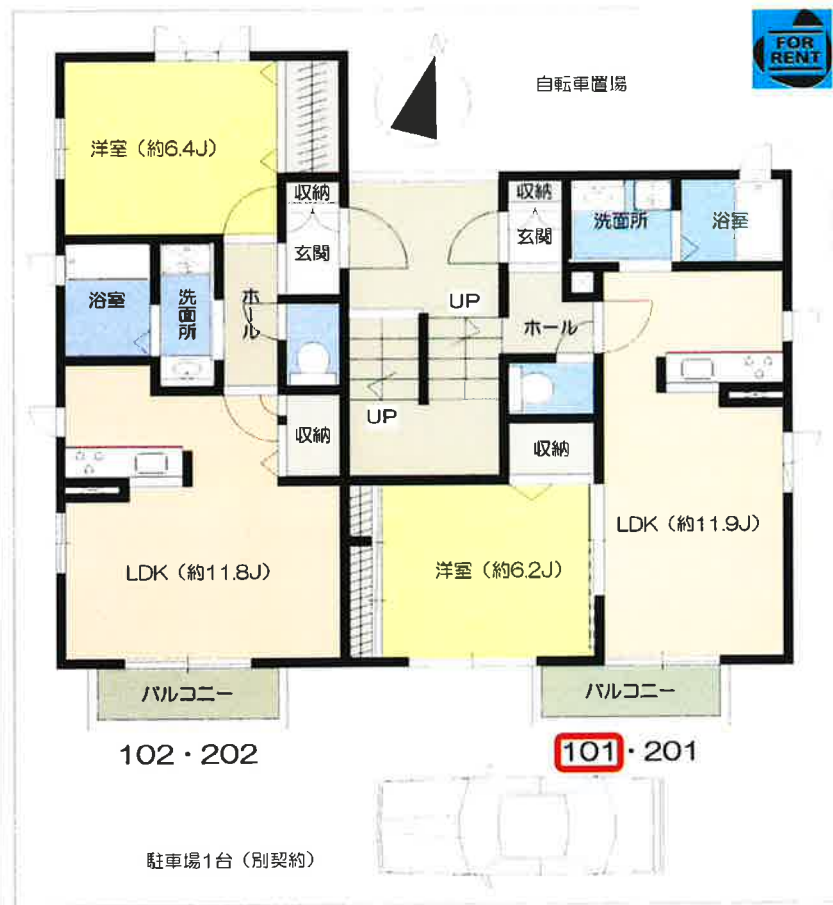 FOR
RENT
N
自転車置場
洋室（約6.4J）
収納
玄関
収納
玄関
洗面所
浴室
浴室
洗面所
ホール
UP
ホール
UP
収納
収納
LDK（約11.8J）
洋室（約6.2J）
LDK（約11.9J）
バルコニー
バルコニー
102・202
101・201
駐車場1台（別契約）